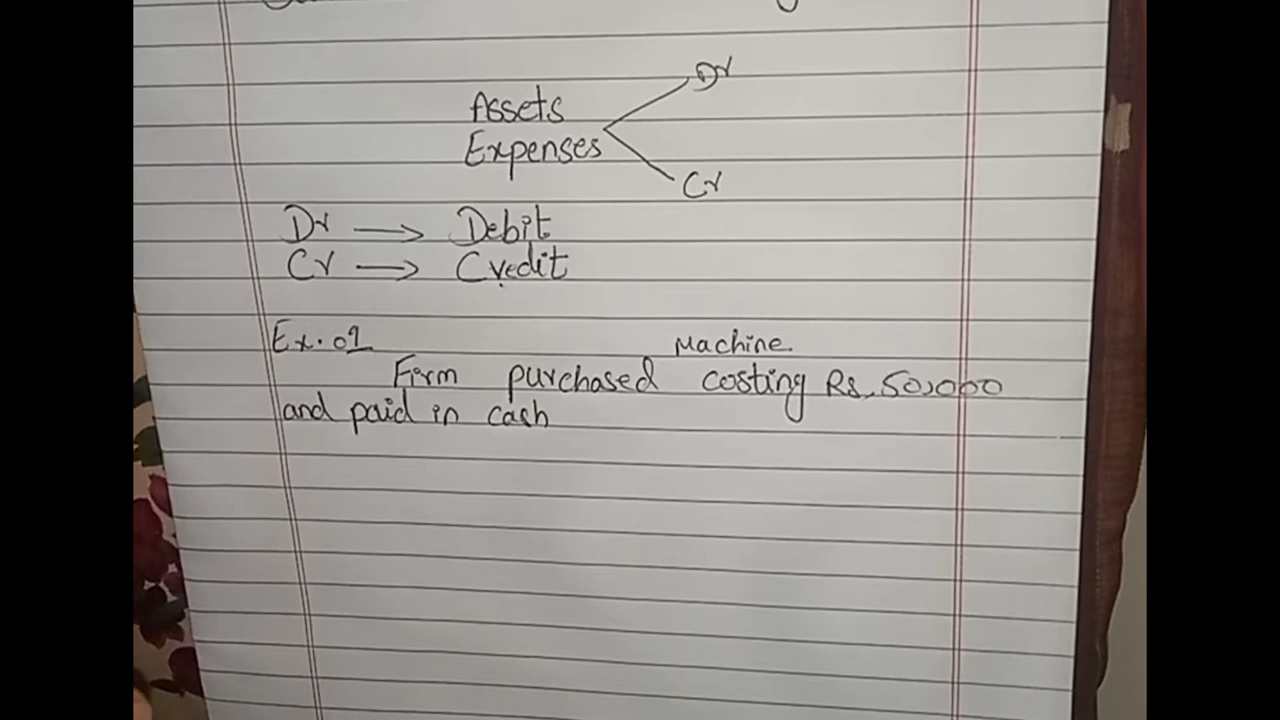 Dr
Assets
Expenses
Cr
Dr → Debit
Cr → Credit
Ex. 01
Machine.
Firm purchased costing Rs. 50,000
and paid in cash